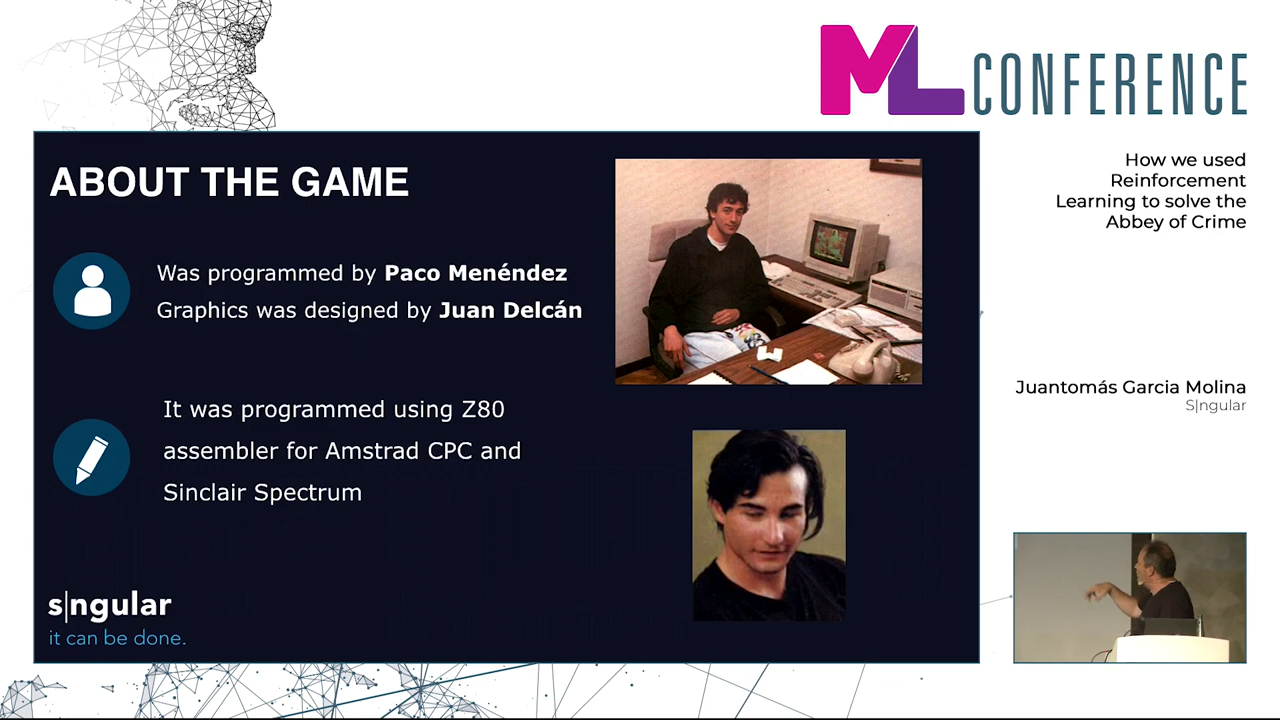 ML CONFERENCE
ABOUT THE GAME
Was programmed by Paco Menéndez
Graphics was designed by Juan Delcán
It was programmed using Z80
assembler for Amstrad CPC and
Sinclair Spectrum
s|ngular
it can be done.
How we used
Reinforcement
Learning to solve the
Abbey of Crime
Juantomás Garcia Molina
S|ngular